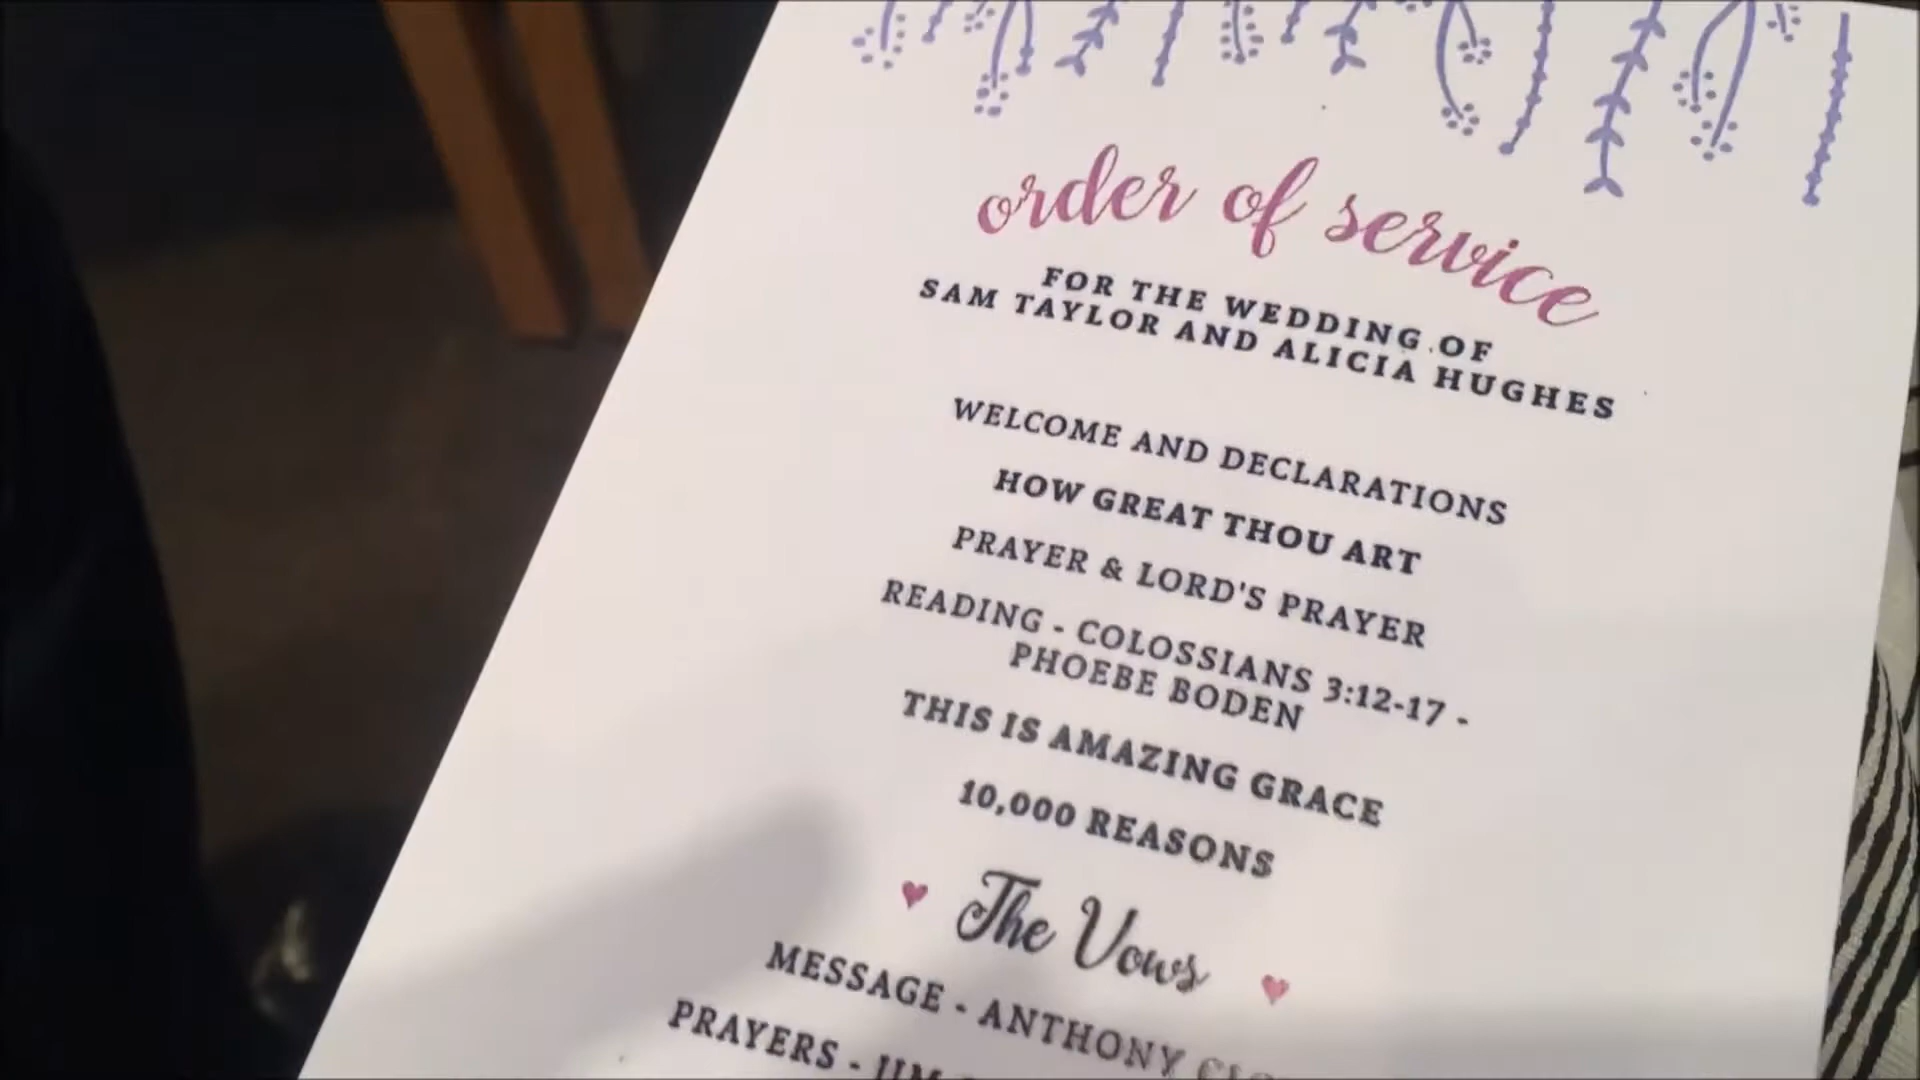 order of service
FOR THE WEDDING OF
SAM TAYLOR AND ALICIA HUGHES
WELCOME AND DECLARATIONS
HOW GREAT THOU ART
PRAYER & LORD'S PRAYER
READING - COLOSSIANS 3:12-17 -
PHOEBE BODEN
THIS IS AMAZING GRACE
10,000 REASONS
The Vows
MESSAGE - ANTHONY
PRAYERS - JIM